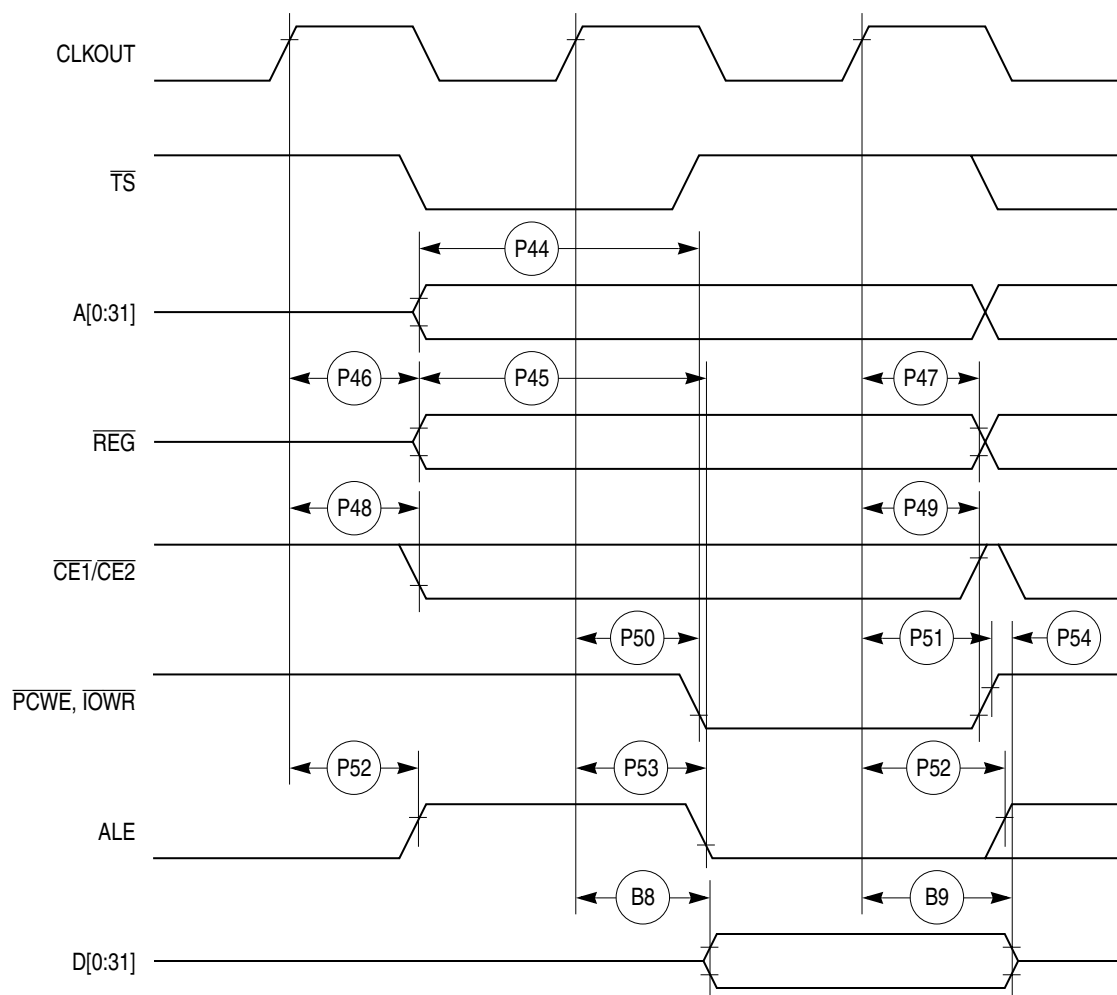 CLKOUT
TS
P44
A[0:31]
P46 P45 P47
REG
P48 P49
CE1/CE2
P50 P51 P54
PCWE, IOWR
P52 P53 P52
ALE
B8 B9
D[0:31]